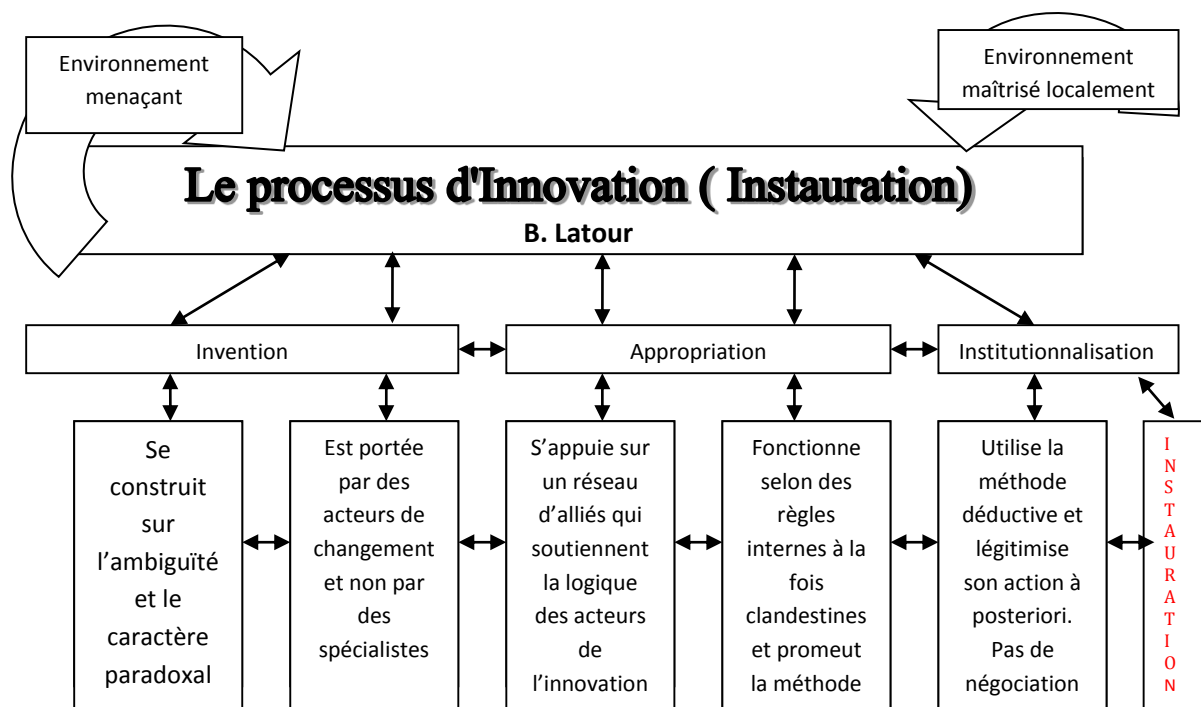 Environnement
menaçant
Environnement
maîtrisé localement
Le processus d'Innovation ( Instauration)
B. Latour
Invention
Appropriation
Institutionnalisation
Se
construit
sur
l’ambiguïté
et le
caractère
paradoxal
Est portée
par des
acteurs de
changement
et non par
des
spécialistes
S’appuie sur
un réseau
d’alliés qui
soutiennent
la logique
des acteurs
de
l’innovation
Fonctionne
selon des
règles
internes à la
fois
clandestines
et promeut
la méthode
Utilise la
méthode
déductive et
légitimise
son action à
posteriori.
Pas de
négociation
I
N
S
T
A
U
R
A
T
I
O
N